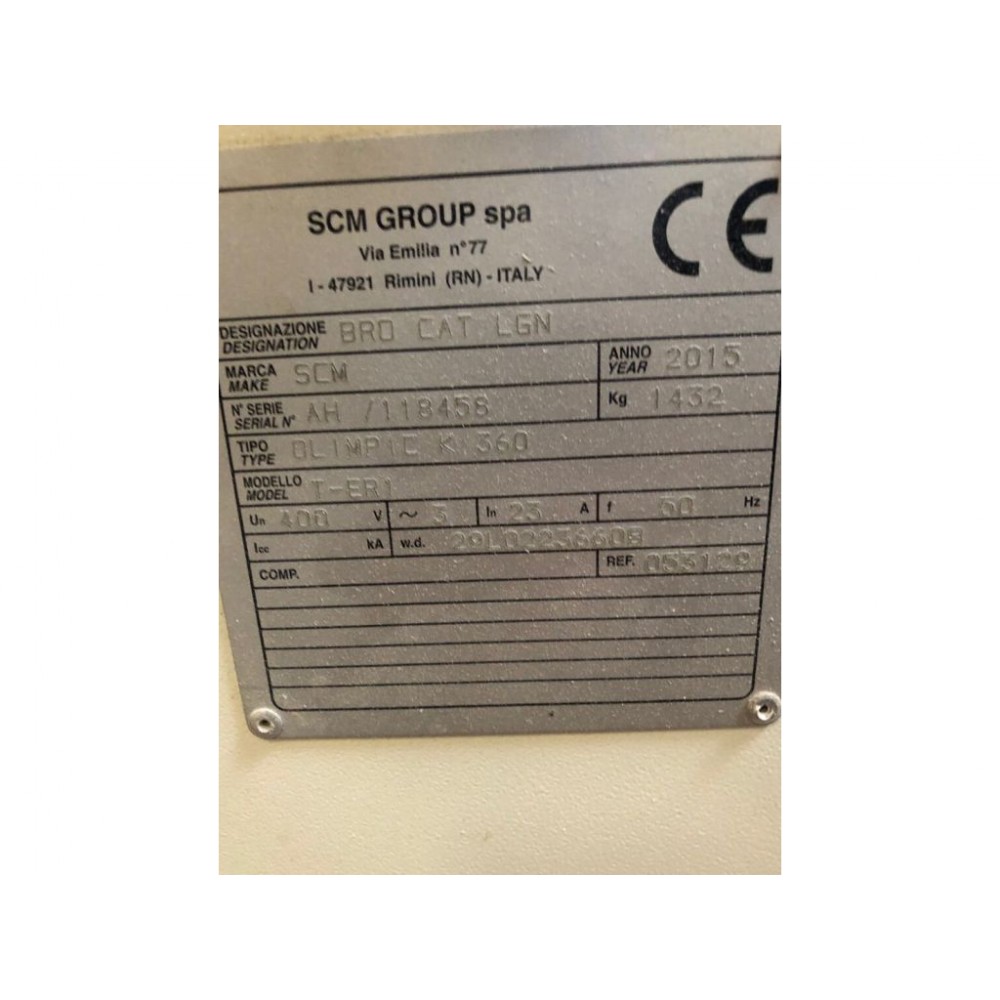 SCM GROUP spa
Via Emilia n°77
I - 47921 Rimini (RN) - ITALY
CE
DESIGNAZIONE
DESIGNATION BRD CAT LGN
MARCA
MAKE SCM
ANNO
YEAR 2015
N° SERIE
SERIAL N° AH /118458
Kg 1432
TIPO
TYPE OLIMPIC K 360
MODELLO
MODEL T-ER1
Un 400 V ~ 3 In 23 A f 50 Hz
Icc kA w.d.
COMP. REF. 053129